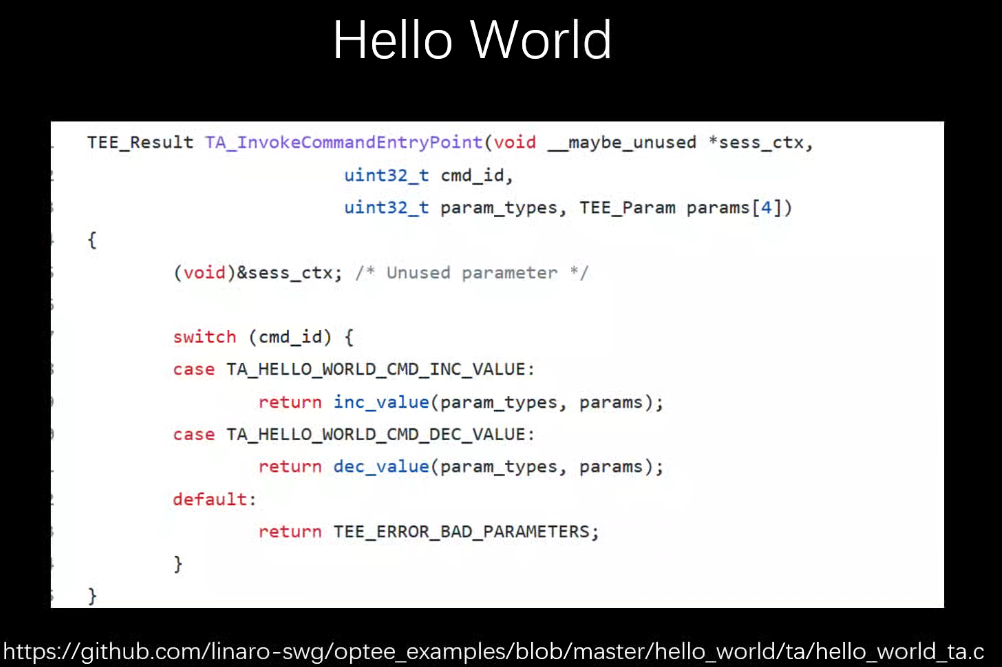 Hello World
TEE_Result TA_InvokeCommandEntryPoint(void __maybe_unused *sess_ctx,
uint32_t cmd_id,
uint32_t param_types, TEE_Param params[4])
{
(void)&sess_ctx; /* Unused parameter */
switch (cmd_id) {
case TA_HELLO_WORLD_CMD_INC_VALUE:
return inc_value(param_types, params);
case TA_HELLO_WORLD_CMD_DEC_VALUE:
return dec_value(param_types, params);
default:
return TEE_ERROR_BAD_PARAMETERS;
}
}
https://github.com/linaro-swg/optee_examples/blob/master/hello_world/ta/hello_world_ta.c